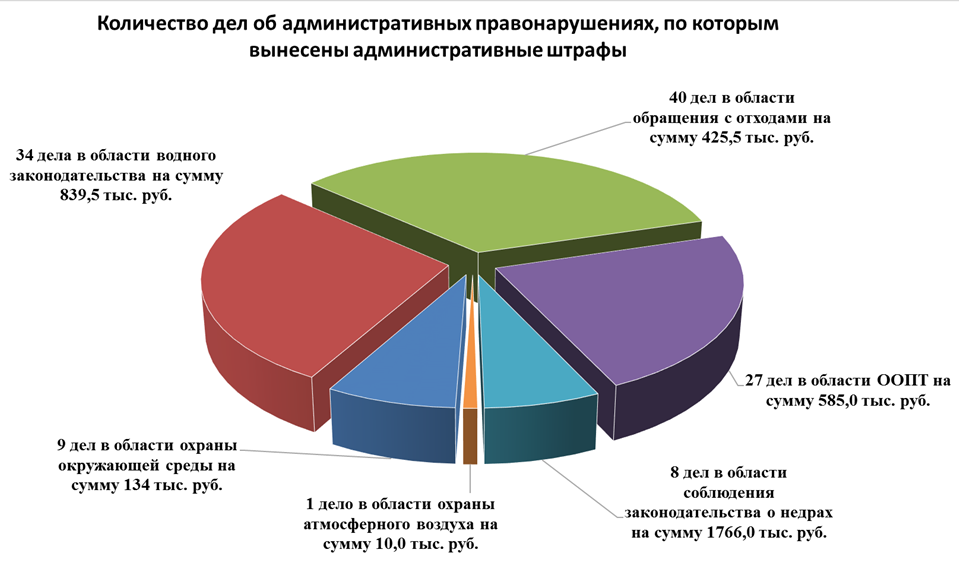 Количество дел об административных правонарушениях, по которым
вынесены административные штрафы
40 дел в области
обращения с отходами на
сумму 425,5 тыс. руб.
34 дела в области водного
законодательства на сумму
839,5 тыс. руб.
27 дел в области ООПТ на
сумму 585,0 тыс. руб.
9 дел в области охраны
окружающей среды на
сумму 134 тыс. руб.
1 дело в области охраны
атмосферного воздуха на
сумму 10,0 тыс. руб.
8 дел в области
соблюдения
законодательства о недрах
на сумму 1766,0 тыс. руб.